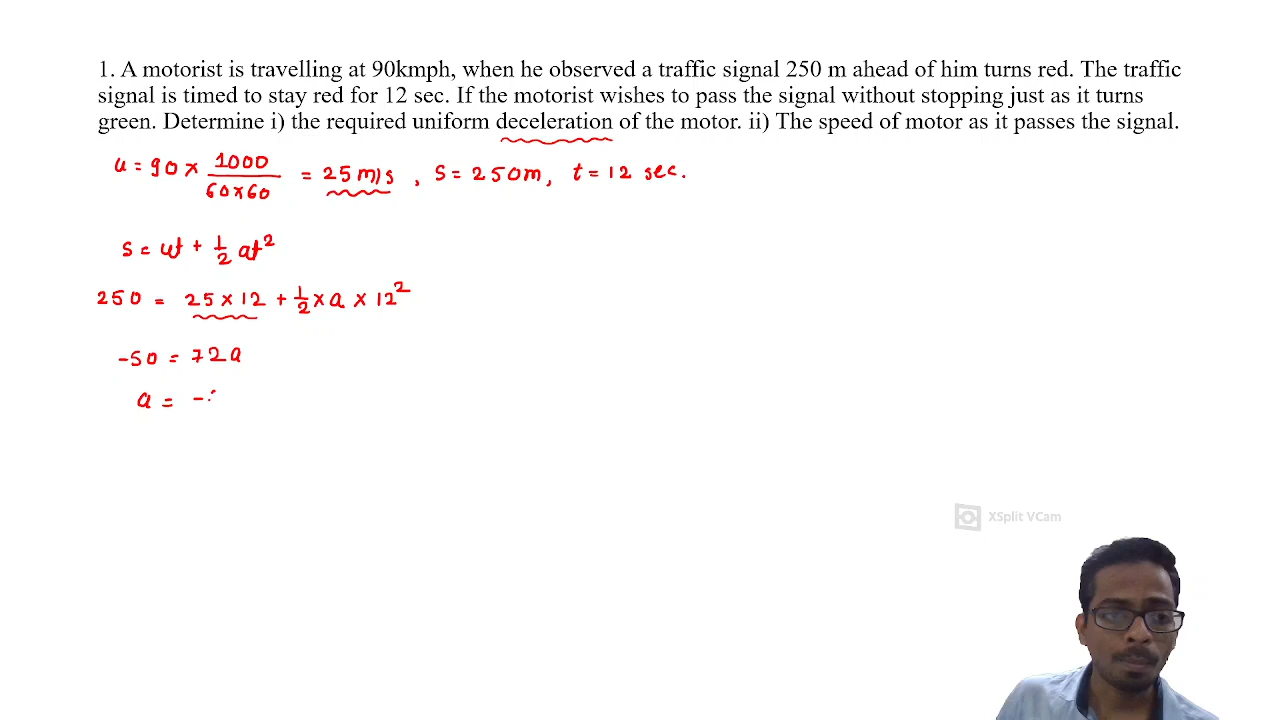 1. A motorist is travelling at 90kmph, when he observed a traffic signal 250 m ahead of him turns red. The traffic
signal is timed to stay red for 12 sec. If the motorist wishes to pass the signal without stopping just as it turns
green. Determine i) the required uniform deceleration of the motor. ii) The speed of motor as it passes the signal.
u = 90 × 1000/60×60 = 25 m/s , S = 250m, t = 12 sec.
s = ut + 1/2 at²
250 = 25 × 12 + 1/2 × a × 12²
-50 = 72a
a = -
XSplit VCam